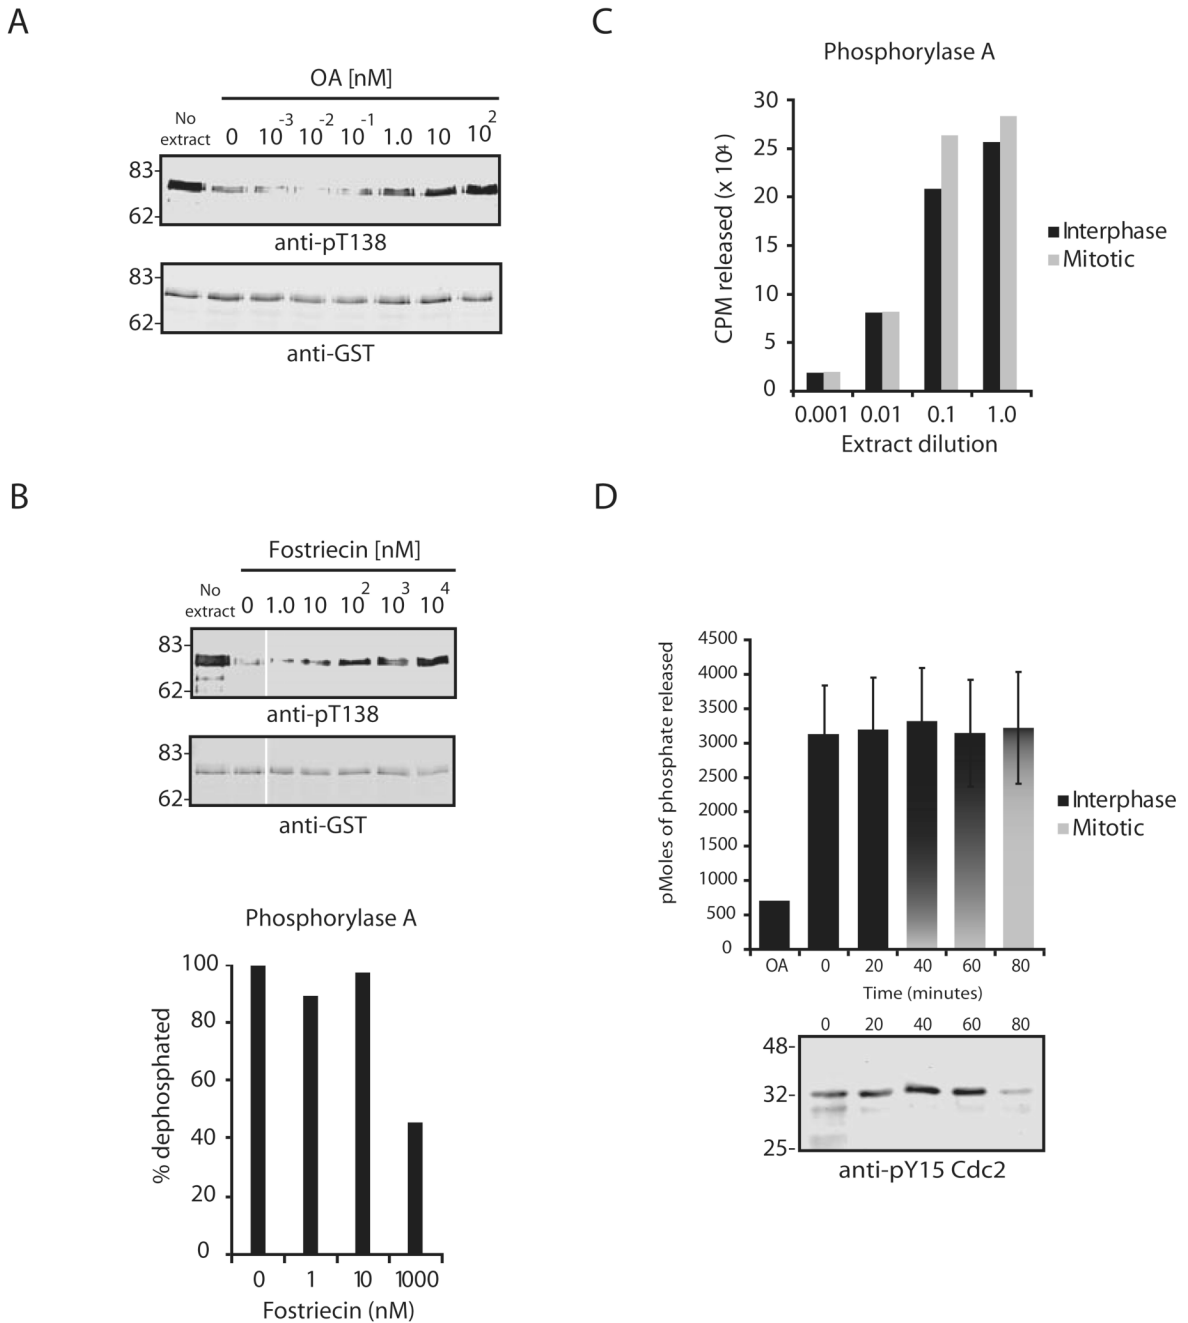 A
OA [nM]
No extract 0 10-3 10-2 10-1 1.0 10 102
83-
62-
anti-pT138
83-
62-
anti-GST
B
Fostriecin [nM]
No extract 0 1.0 10 102 103 104
83-
62-
anti-pT138
83-
62-
anti-GST
Phosphorylase A
% dephosphated
100
80
60
40
20
0
0 1 10 1000
Fostriecin (nM)
C
Phosphorylase A
CPM released (x 104 )
30
25
20
15
10
5
0
0.001 0.01 0.1 1.0
Extract dilution
Interphase
Mitotic
D
pMoles of phosphate released
4500
4000
3500
3000
2500
2000
1500
1000
500
0
OA 0 20 40 60 80
Time (minutes)
Interphase
Mitotic
0 20 40 60 80
48-
32-
25-
anti-pY15 Cdc2